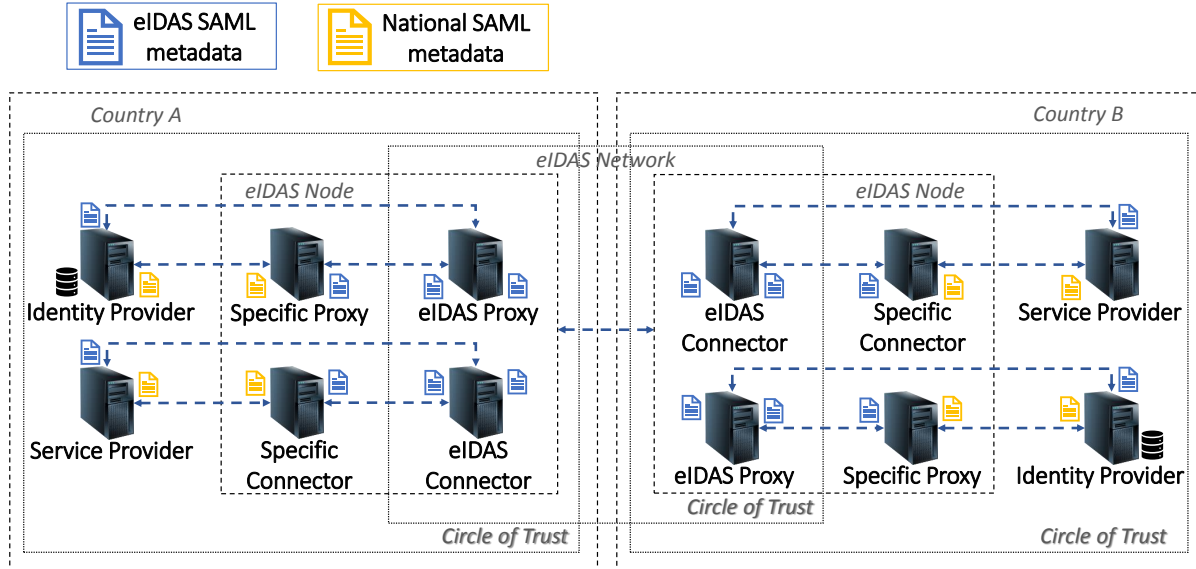 eIDAS SAML
metadata
National SAML
metadata
Country A
Country B
eIDAS Network
eIDAS Node
eIDAS Node
Identity Provider
Specific Proxy
eIDAS Proxy
eIDAS
Connector
Specific
Connector
Service Provider
Service Provider
Specific
Connector
eIDAS
Connector
eIDAS Proxy
Specific Proxy
Identity Provider
Circle of Trust
Circle of Trust
Circle of Trust